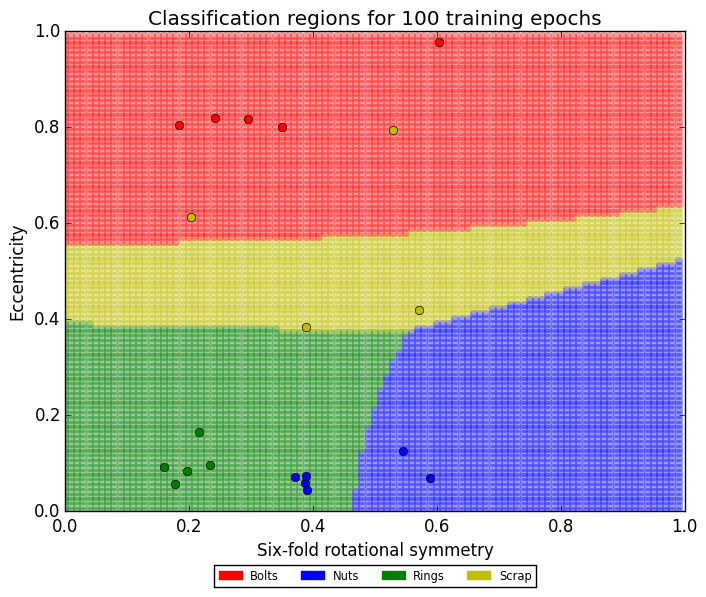 Classification regions for 100 training epochs
1.0
0.8
0.6
0.4
0.2
0.0
Eccentricity
0.0 0.2 0.4 0.6 0.8 1.0
Six-fold rotational symmetry
Bolts Nuts Rings Scrap